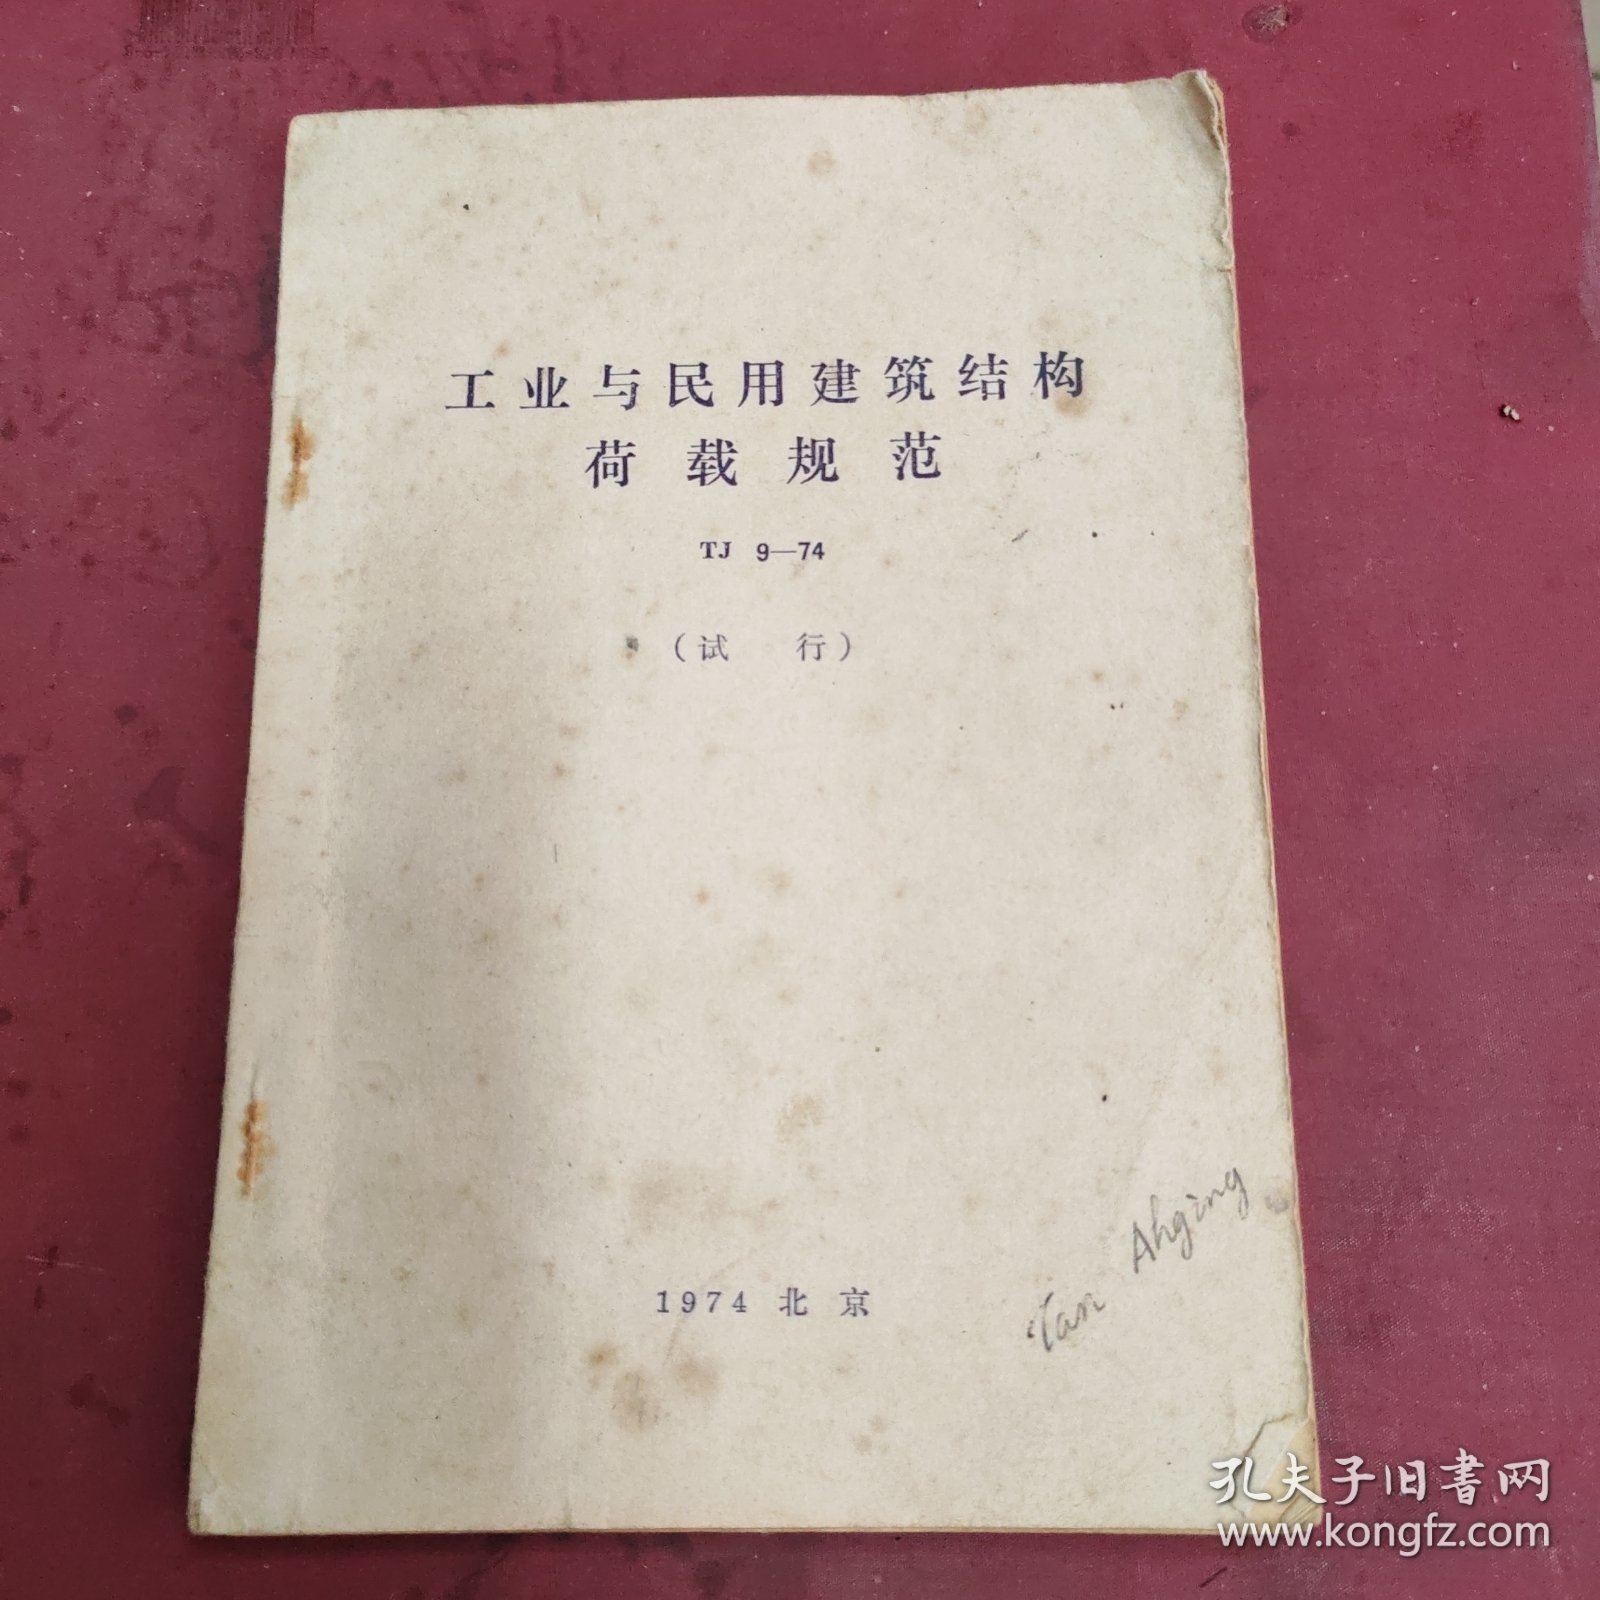 工业与民用建筑结构
荷载规范
TJ 9—74
（试 行）
1974 北京
Tan Ahging
孔夫子旧书网
www.kongfz.com